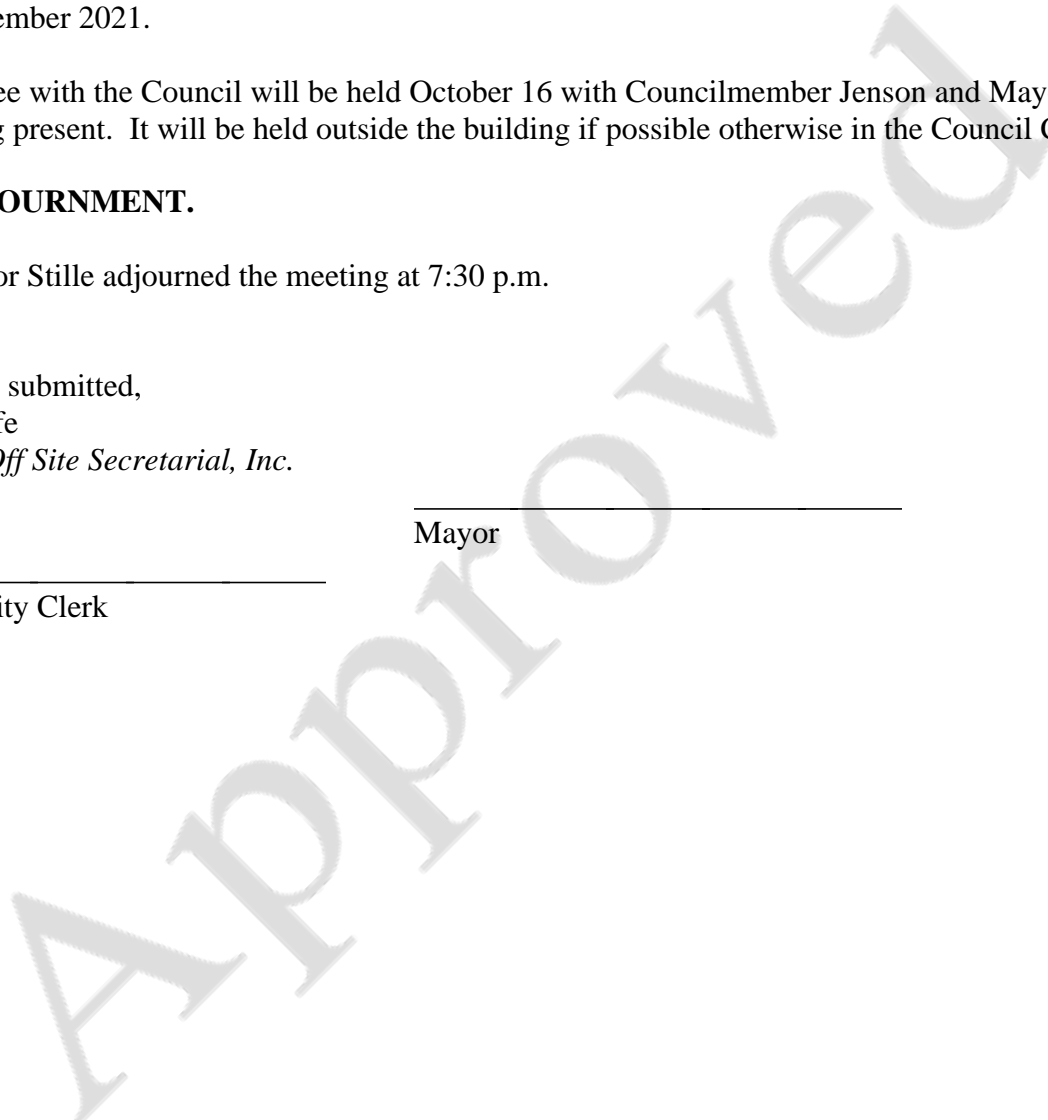 ember 2021.
ee with the Council will be held October 16 with Councilmember Jenson and May
g present.  It will be held outside the building if possible otherwise in the Council C
OURNMENT.
or Stille adjourned the meeting at 7:30 p.m.
submitted,
fe
Off Site Secretarial, Inc.
Mayor
ity Clerk
Approved